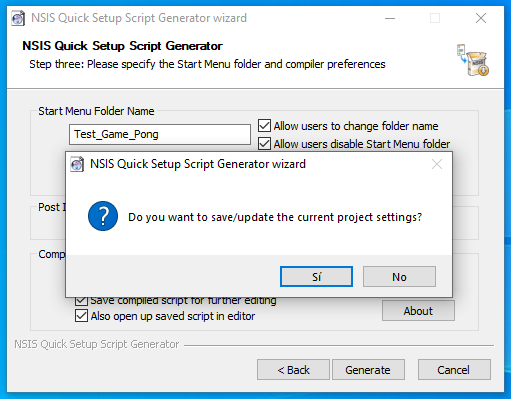 NSIS Quick Setup Script Generator wizard
NSIS Quick Setup Script Generator
Step three: Please specify the Start Menu folder and compiler preferences
Start Menu Folder Name
Test_Game_Pong
Allow users to change folder name
Allow users disable Start Menu folder
NSIS Quick Setup Script Generator wizard
Do you want to save/update the current project settings?
Sí
No
Post I
Comp
Save compiled script for further editing
Also open up saved script in editor
About
NSIS Quick Setup Script Generator
< Back
Generate
Cancel